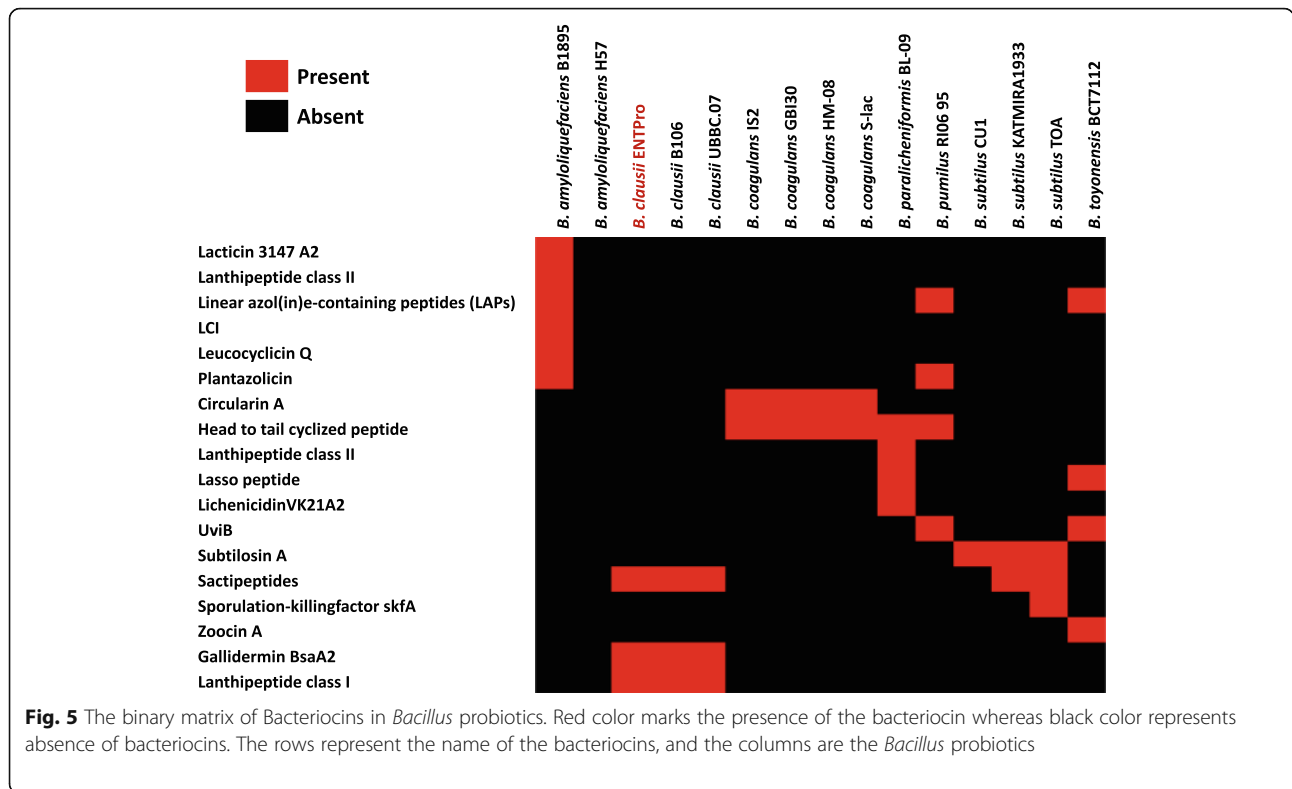 Present
Absent
B. amyloliquefaciens B1895
B. amyloliquefaciens H57
B. clausii ENTPro
B. clausii B106
B. clausii UBBC.07
B. coagulans IS2
B. coagulans GBI30
B. coagulans HM-08
B. coagulans S-lac
B. paralicheniformis BL-09
B. pumilus RI06 95
B. subtilus CU1
B. subtilus KATMIRA1933
B. subtilus TOA
B. toyonensis BCT7112
Lacticin 3147 A2
Lanthipeptide class II
Linear azol(in)e-containing peptides (LAPs)
LCI
Leucocyclicin Q
Plantazolicin
Circularin A
Head to tail cyclized peptide
Lanthipeptide class II
Lasso peptide
LichenicidinVK21A2
UviB
Subtilosin A
Sactipeptides
Sporulation-killingfactor skfA
Zoocin A
Gallidermin BsaA2
Lanthipeptide class I
Fig. 5 The binary matrix of Bacteriocins in Bacillus probiotics. Red color marks the presence of the bacteriocin whereas black color represents
absence of bacteriocins. The rows represent the name of the bacteriocins, and the columns are the Bacillus probiotics